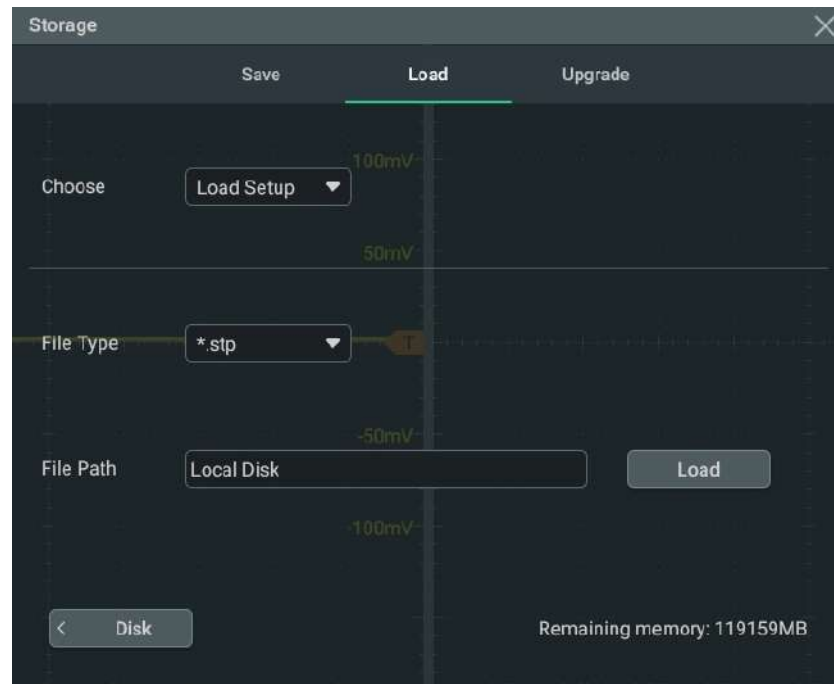 Storage
Save Load Upgrade
100mV
Choose Load Setup
50mV
File Type *.stp T
-50mV
File Path Local Disk Load
-100mV
< Disk Remaining memory: 119159MB